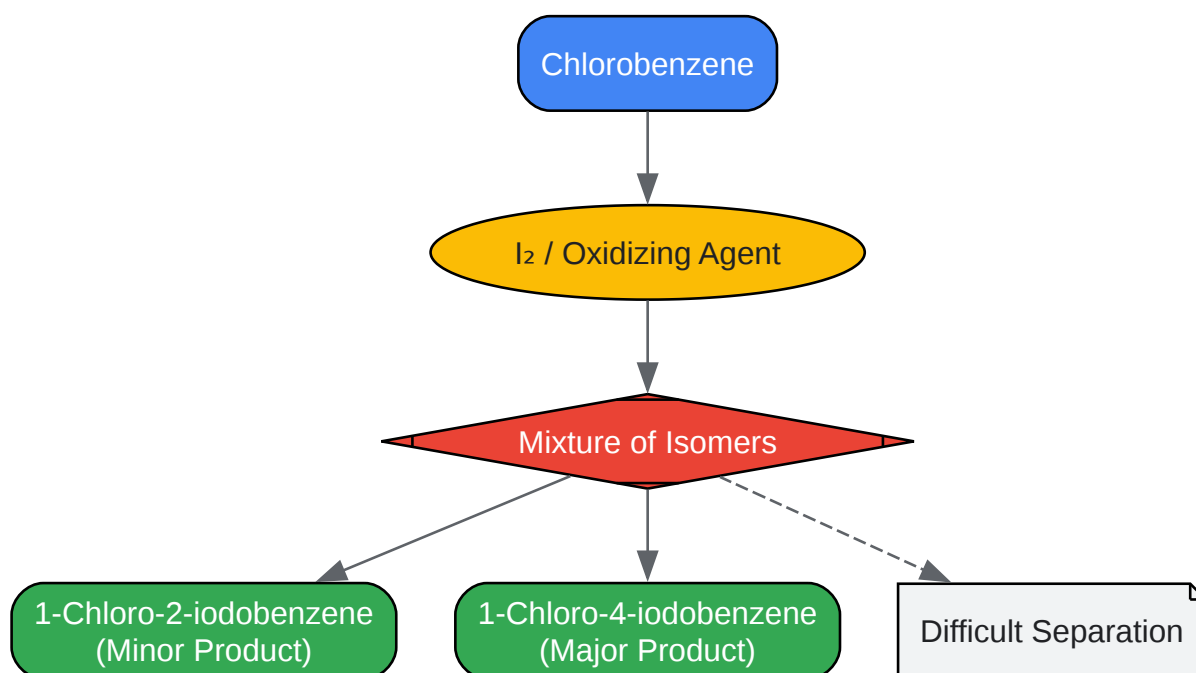 Chlorobenzene
I₂ / Oxidizing Agent
Mixture of Isomers
1-Chloro-2-iodobenzene
(Minor Product)
1-Chloro-4-iodobenzene
(Major Product)
Difficult Separation